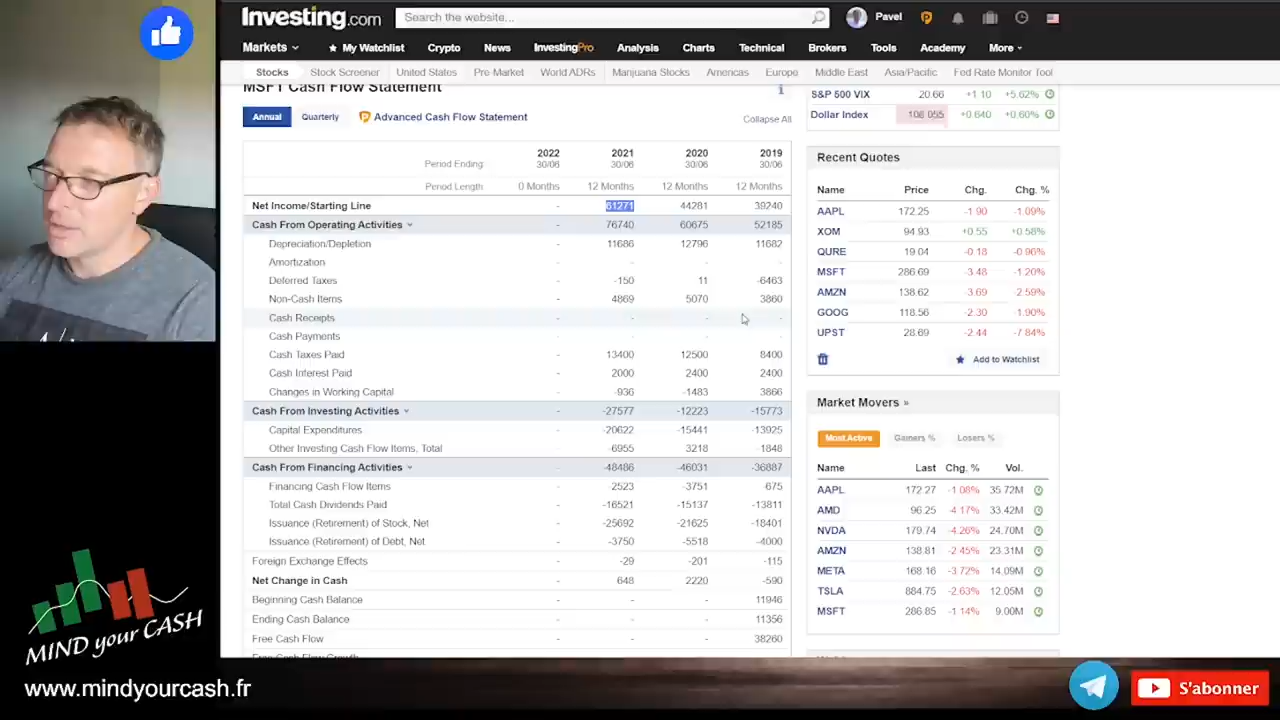 Investing.com Search the website... Pavel
Markets My Watchlist Crypto News InvestingPro Analysis Charts Technical Brokers Tools Academy More
Stocks Stock Screener United States Pre-Market World ADRs Marijuana Stocks Americas Europe Middle East Asia/Pacific Fed Rate Monitor Tool
MSFT Cash Flow Statement
Annual Quarterly Advanced Cash Flow Statement
Collapse All
Period Ending: 2022 2021 2020 2019
30/06 30/06 30/06 30/06
Period Length: 0 Months 12 Months 12 Months 12 Months
Net Income/Starting Line - 61271 44281 39240
Cash From Operating Activities - 76740 60675 52185
Depreciation/Depletion - 11686 12796 11682
Amortization - - - -
Deferred Taxes - -150 11 -6463
Non-Cash Items - 4869 5070 3860
Cash Receipts - - - -
Cash Payments - - - -
Cash Taxes Paid - 13400 12500 8400
Cash Interest Paid - 2000 2400 2400
Changes in Working Capital - -936 -1483 3866
Cash From Investing Activities - -27577 -12223 -15773
Capital Expenditures - -20622 -15441 -13925
Other Investing Cash Flow Items, Total - 6955 3218 -1848
Cash From Financing Activities - -48486 -46031 -36887
Financing Cash Flow Items - 2523 -3751 -675
Total Cash Dividends Paid - -16521 -15137 -13811
Issuance (Retirement) of Stock, Net - -25692 -21625 -18401
Issuance (Retirement) of Debt, Net - -3750 -5518 -4000
Foreign Exchange Effects - -29 -201 -115
Net Change in Cash - 648 2220 -590
Beginning Cash Balance - - - 11946
Ending Cash Balance - - - 11356
Free Cash Flow - - - 38260
Free Cash Flow Growth
S&P 500 VIX 20.66 +1.10 +5.62%
Dollar Index +0.640 +0.60%
Recent Quotes
Name Price Chg. Chg. %
AAPL 172.25 -1.90 -1.09%
XOM 94.93 +0.55 +0.58%
QURE 19.04 -0.18 -0.96%
MSFT 286.69 -3.48 -1.20%
AMZN 138.62 -3.69 -2.59%
GOOG 118.56 -2.30 -1.90%
UPST 28.69 -2.44 -7.84%
Add to Watchlist
Market Movers »
Most Active Gainers % Losers %
Name Last Chg. % Vol.
AAPL 172.27 -1.08% 35.72M
AMD 96.25 -4.17% 33.42M
NVDA 179.74 -4.26% 24.70M
AMZN 138.81 -2.45% 23.31M
META 168.16 -3.72% 14.09M
TSLA 884.75 -2.63% 12.05M
MSFT 286.85 -1.14% 9.00M
MIND your CASH
www.mindyourcash.fr
S'abonner